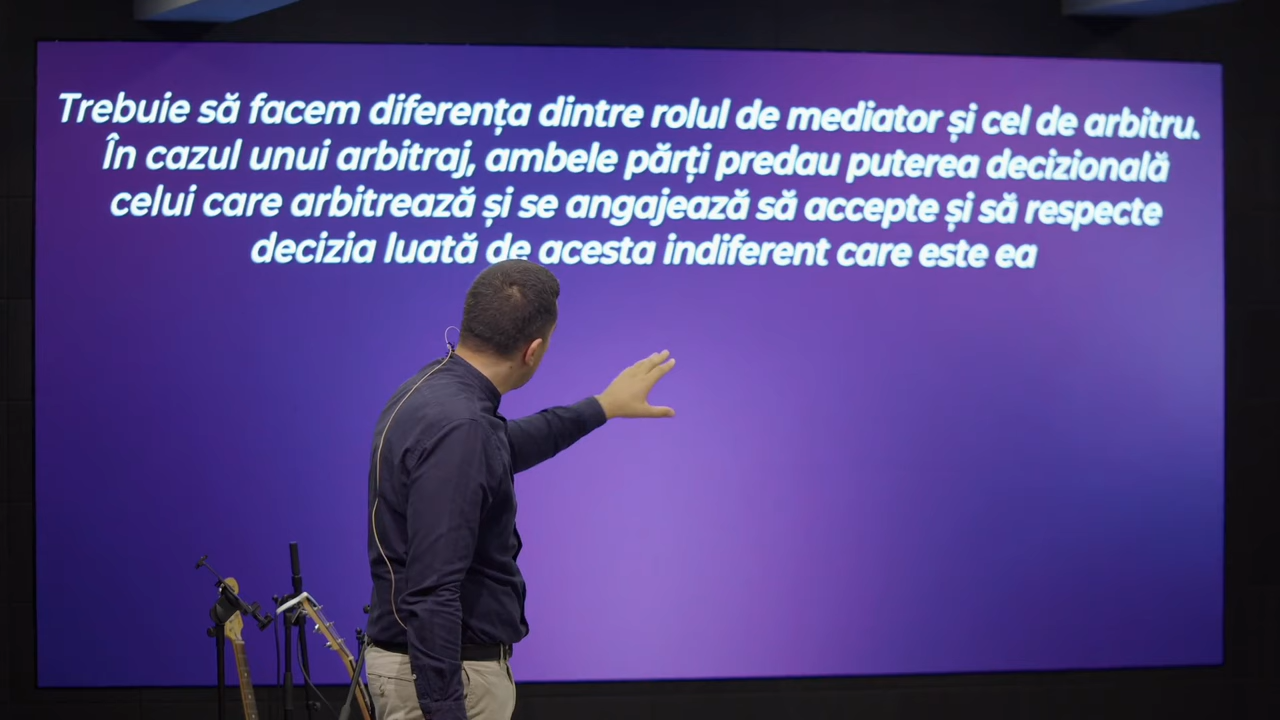 Trebuie să facem diferența dintre rolul de mediator și cel de arbitru.
În cazul unui arbitraj, ambele părți predau puterea decizională
celui care arbitrează și se angajează să accepte și să respecte
decizia luată de acesta indiferent care este ea